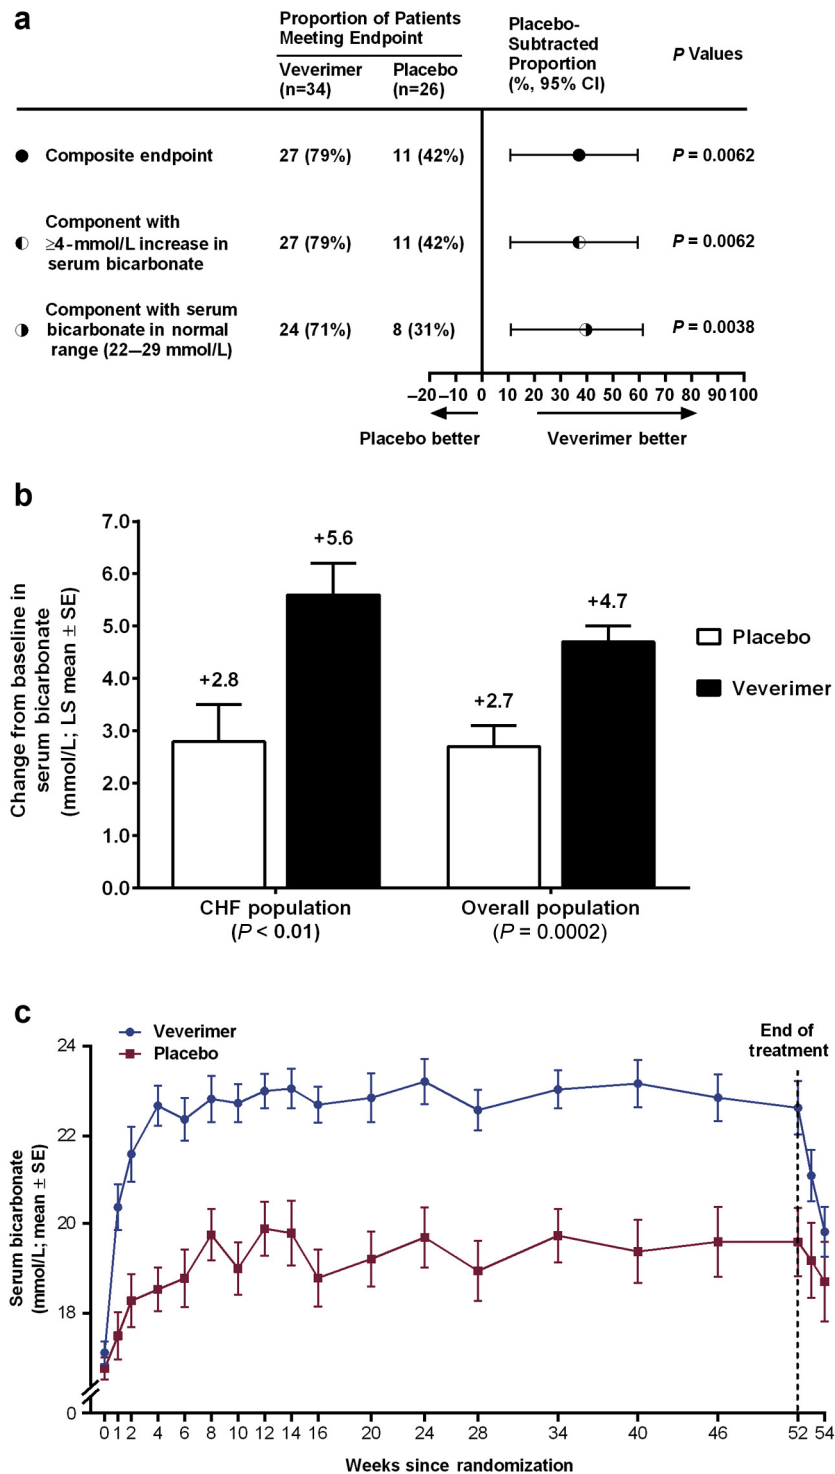 a
Proportion of Patients
Meeting Endpoint
Veverimer
(n=34)
Placebo
(n=26)
Placebo-
Subtracted
Proportion
(%, 95% CI)
P Values
Composite endpoint 27 (79%) 11 (42%) P = 0.0062
Component with
≥4-mmol/L increase in
serum bicarbonate
27 (79%) 11 (42%) P = 0.0062
Component with serum
bicarbonate in normal
range (22–29 mmol/L)
24 (71%) 8 (31%) P = 0.0038
–20 –10 0 10 20 30 40 50 60 70 80 90 100
Placebo better Veverimer better
b
Change from baseline in
serum bicarbonate
(mmol/L; LS mean ± SE)
7.0
6.0
5.0
4.0
3.0
2.0
1.0
0.0
+2.8
+5.6
+2.7
+4.7
Placebo
Veverimer
CHF population
(P < 0.01)
Overall population
(P = 0.0002)
c
Veverimer
Placebo
End of
treatment
Serum bicarbonate
(mmol/L; mean ± SE)
24
22
20
18
0
0 1 2 4 6 8 10 12 14 16 20 24 28 34 40 46 52 54
Weeks since randomization